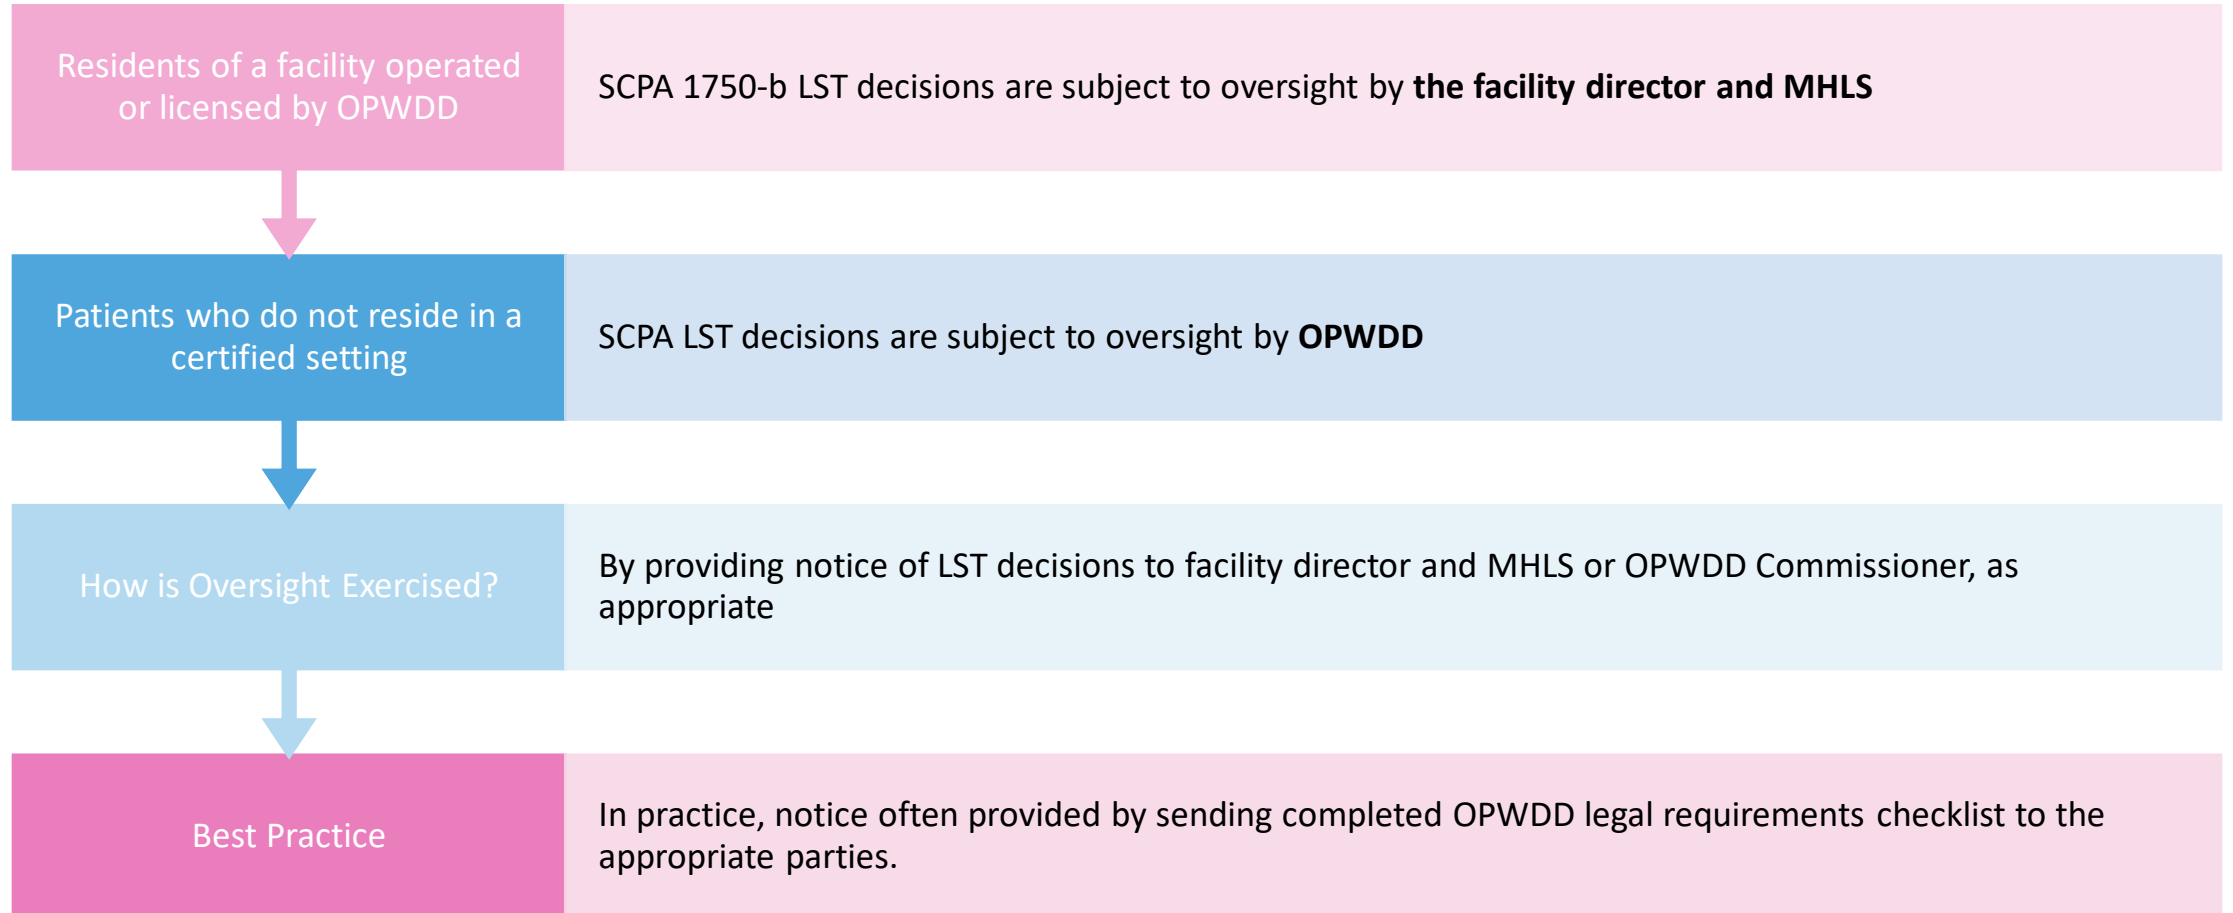 Residents of a facility operated
or licensed by OPWDD
SCPA 1750-b LST decisions are subject to oversight by the facility director and MHLS
Patients who do not reside in a
certified setting
SCPA LST decisions are subject to oversight by OPWDD
How is Oversight Exercised?
By providing notice of LST decisions to facility director and MHLS or OPWDD Commissioner, as
appropriate
Best Practice
In practice, notice often provided by sending completed OPWDD legal requirements checklist to the
appropriate parties.